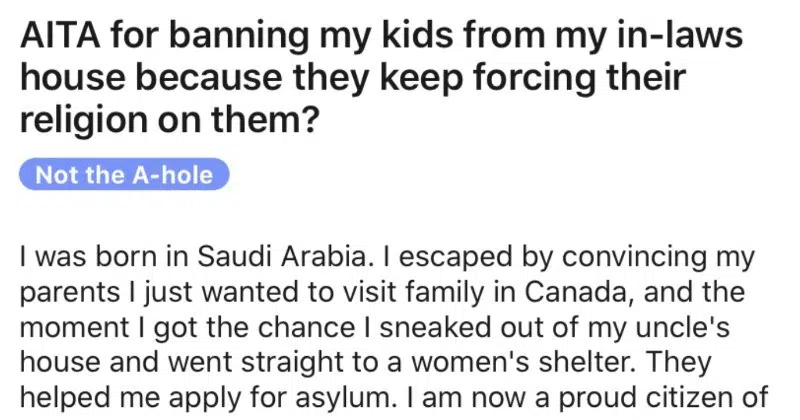 AITA for banning my kids from my in-laws
house because they keep forcing their
religion on them?
Not the A-hole
I was born in Saudi Arabia. I escaped by convincing my
parents I just wanted to visit family in Canada, and the
moment I got the chance I sneaked out of my uncle's
house and went straight to a women's shelter. They
helped me apply for asylum. I am now a proud citizen of